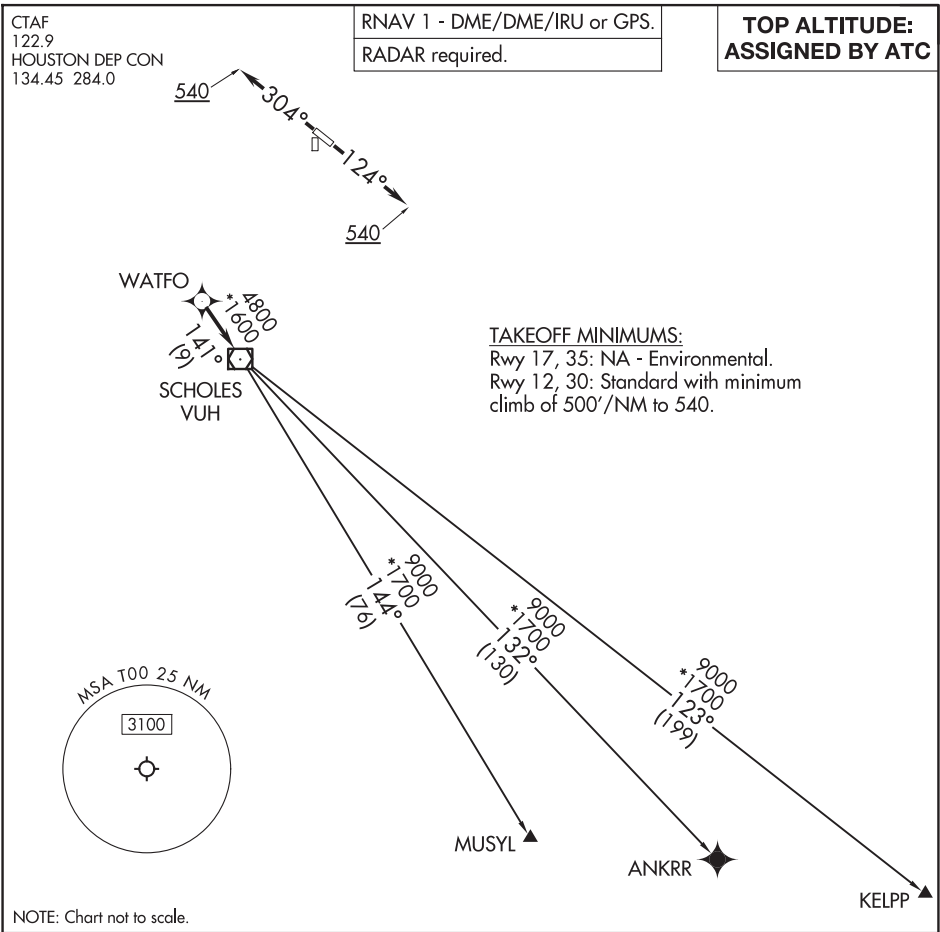 CTAF
122.9
HOUSTON DEP CON
134.45 284.0
RNAV 1 - DME/DME/IRU or GPS.
RADAR required.
TOP ALTITUDE:
ASSIGNED BY ATC
540
304°
124°
540
WATFO
4800
*1600
141°
(9)
SCHOLES
VUH
TAKEOFF MINIMUMS:
Rwy 17, 35: NA - Environmental.
Rwy 12, 30: Standard with minimum
climb of 500'/NM to 540.
9000
*1700
144°
(76)
9000
*1700
132°
(130)
9000
*1700
123°
(199)
MSA T00 25 NM
3100
MUSYL
ANKRR
KELPP
NOTE: Chart not to scale.